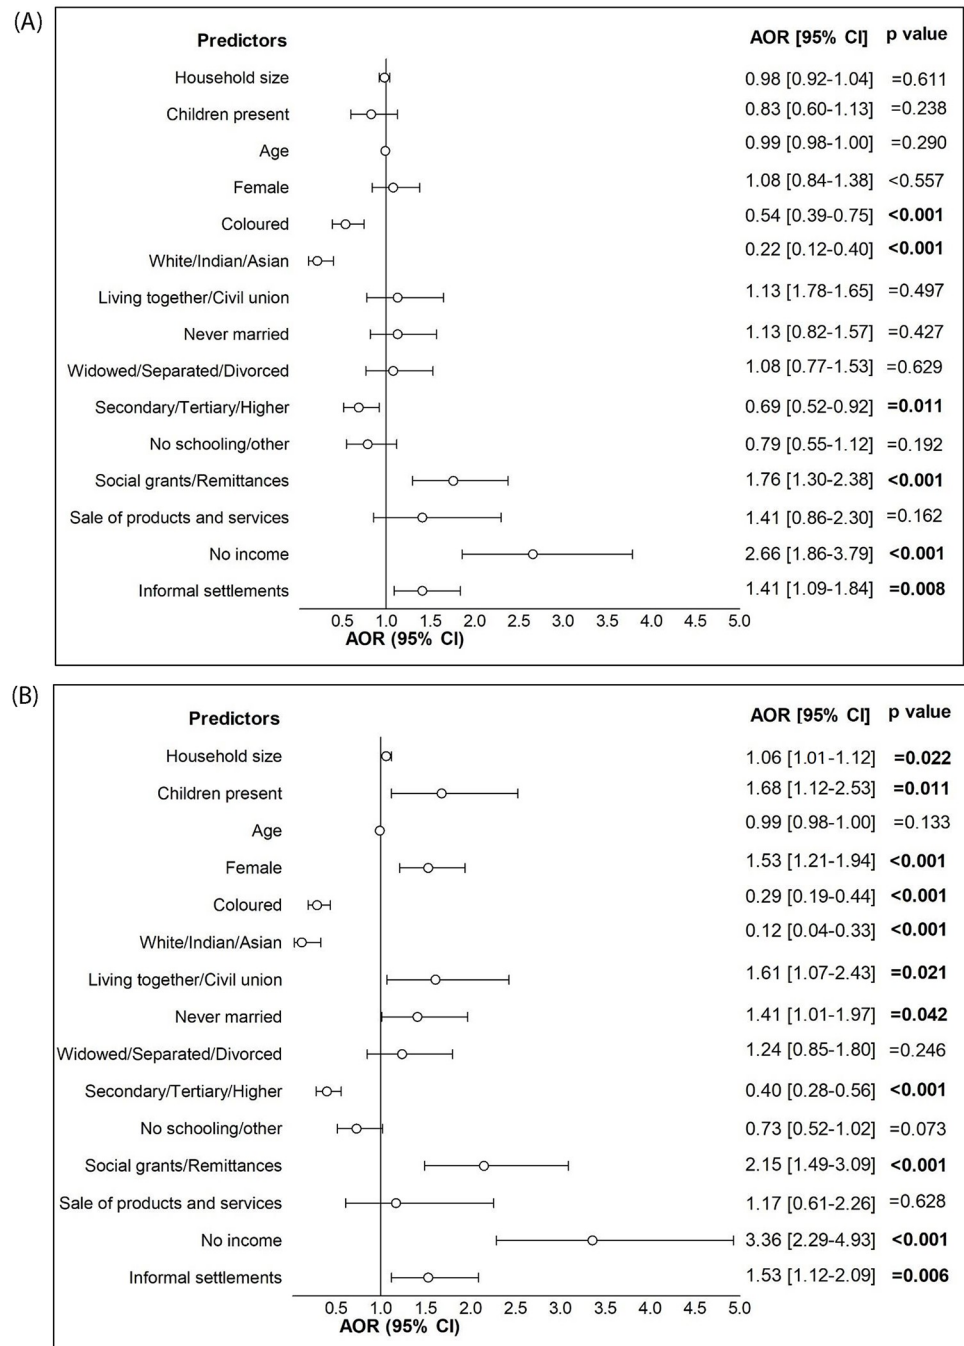 (A)
Predictors AOR [95% CI] p value
Household size 0.98 [0.92-1.04] =0.611
Children present 0.83 [0.60-1.13] =0.238
Age 0.99 [0.98-1.00] =0.290
Female 1.08 [0.84-1.38] <0.557
Coloured 0.54 [0.39-0.75] <0.001
White/Indian/Asian 0.22 [0.12-0.40] <0.001
Living together/Civil union 1.13 [1.78-1.65] =0.497
Never married 1.13 [0.82-1.57] =0.427
Widowed/Separated/Divorced 1.08 [0.77-1.53] =0.629
Secondary/Tertiary/Higher 0.69 [0.52-0.92] =0.011
No schooling/other 0.79 [0.55-1.12] =0.192
Social grants/Remittances 1.76 [1.30-2.38] <0.001
Sale of products and services 1.41 [0.86-2.30] =0.162
No income 2.66 [1.86-3.79] <0.001
Informal settlements 1.41 [1.09-1.84] =0.008
0.5 1.0 1.5 2.0 2.5 3.0 3.5 4.0 4.5 5.0
AOR (95% CI)
(B)
Predictors AOR [95% CI] p value
Household size 1.06 [1.01-1.12] =0.022
Children present 1.68 [1.12-2.53] =0.011
Age 0.99 [0.98-1.00] =0.133
Female 1.53 [1.21-1.94] <0.001
Coloured 0.29 [0.19-0.44] <0.001
White/Indian/Asian 0.12 [0.04-0.33] <0.001
Living together/Civil union 1.61 [1.07-2.43] =0.021
Never married 1.41 [1.01-1.97] =0.042
Widowed/Separated/Divorced 1.24 [0.85-1.80] =0.246
Secondary/Tertiary/Higher 0.40 [0.28-0.56] <0.001
No schooling/other 0.73 [0.52-1.02] =0.073
Social grants/Remittances 2.15 [1.49-3.09] <0.001
Sale of products and services 1.17 [0.61-2.26] =0.628
No income 3.36 [2.29-4.93] <0.001
Informal settlements 1.53 [1.12-2.09] =0.006
0.5 1.0 1.5 2.0 2.5 3.0 3.5 4.0 4.5 5.0
AOR (95% CI)